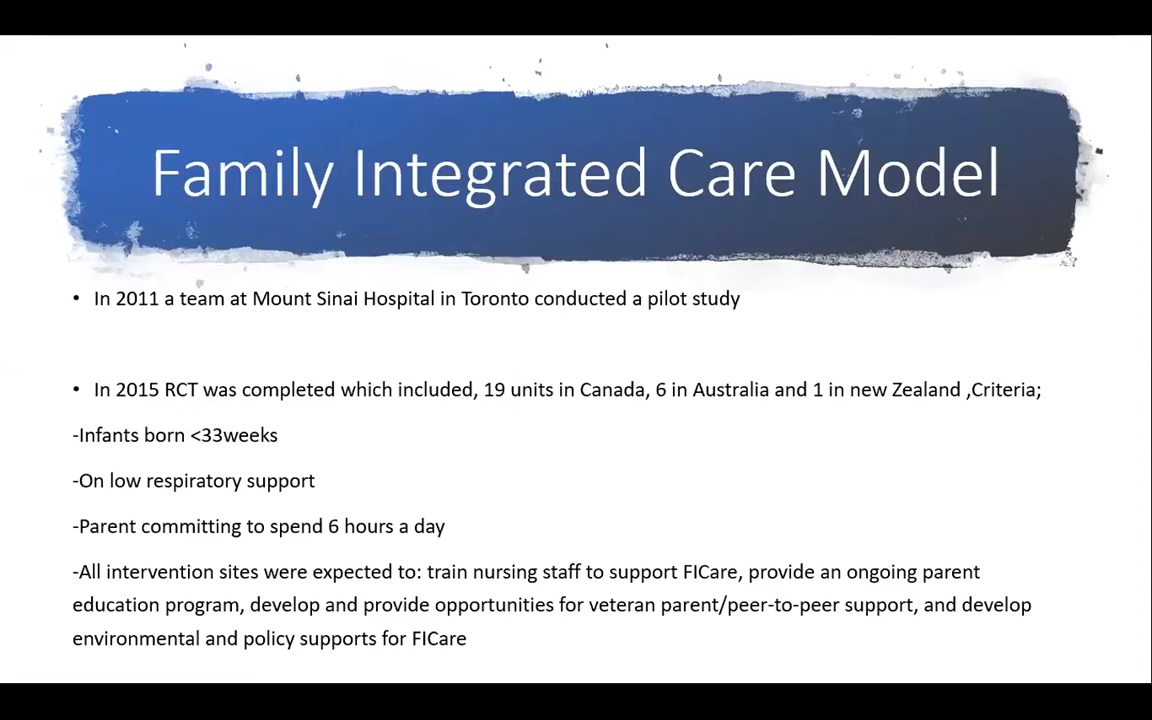 Family Integrated Care Model
• In 2011 a team at Mount Sinai Hospital in Toronto conducted a pilot study
• In 2015 RCT was completed which included, 19 units in Canada, 6 in Australia and 1 in new Zealand ,Criteria;
-Infants born <33weeks
-On low respiratory support
-Parent committing to spend 6 hours a day
-All intervention sites were expected to: train nursing staff to support FICare, provide an ongoing parent
education program, develop and provide opportunities for veteran parent/peer-to-peer support, and develop
environmental and policy supports for FICare